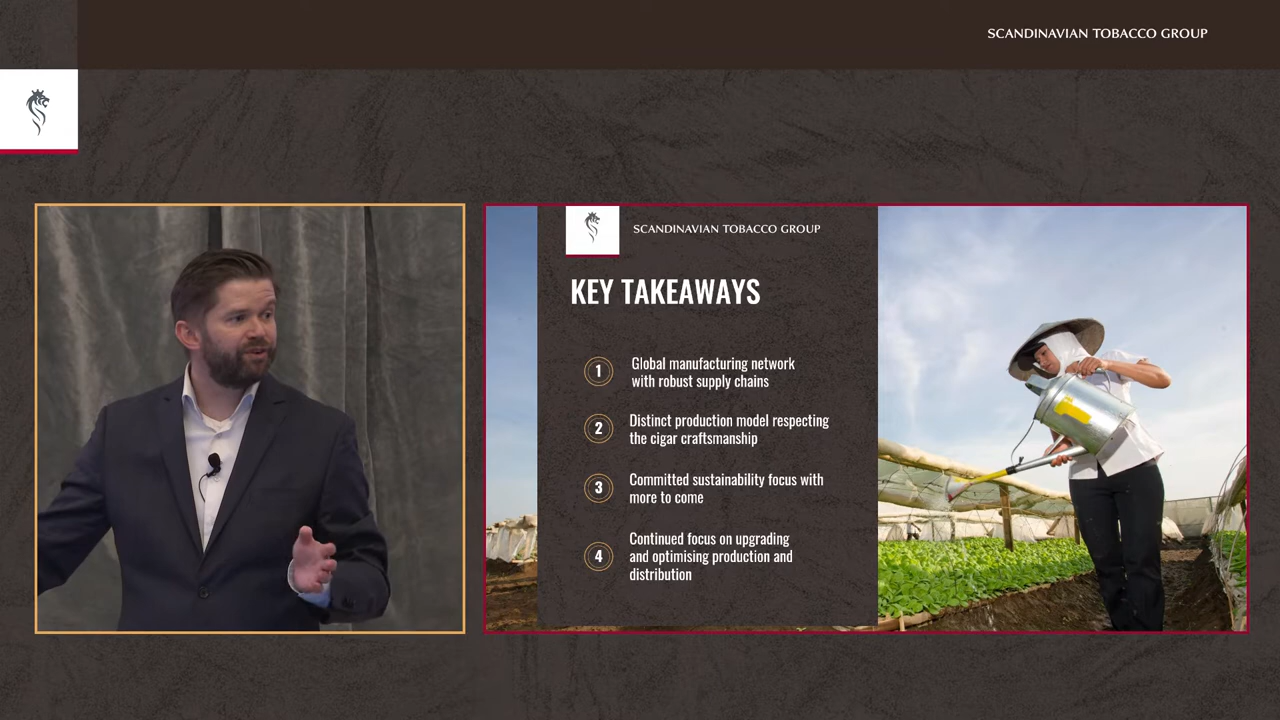 SCANDINAVIAN TOBACCO GROUP
SCANDINAVIAN TOBACCO GROUP
KEY TAKEAWAYS
1 Global manufacturing network
with robust supply chains
2 Distinct production model respecting
the cigar craftsmanship
3 Committed sustainability focus with
more to come
4 Continued focus on upgrading
and optimising production and
distribution